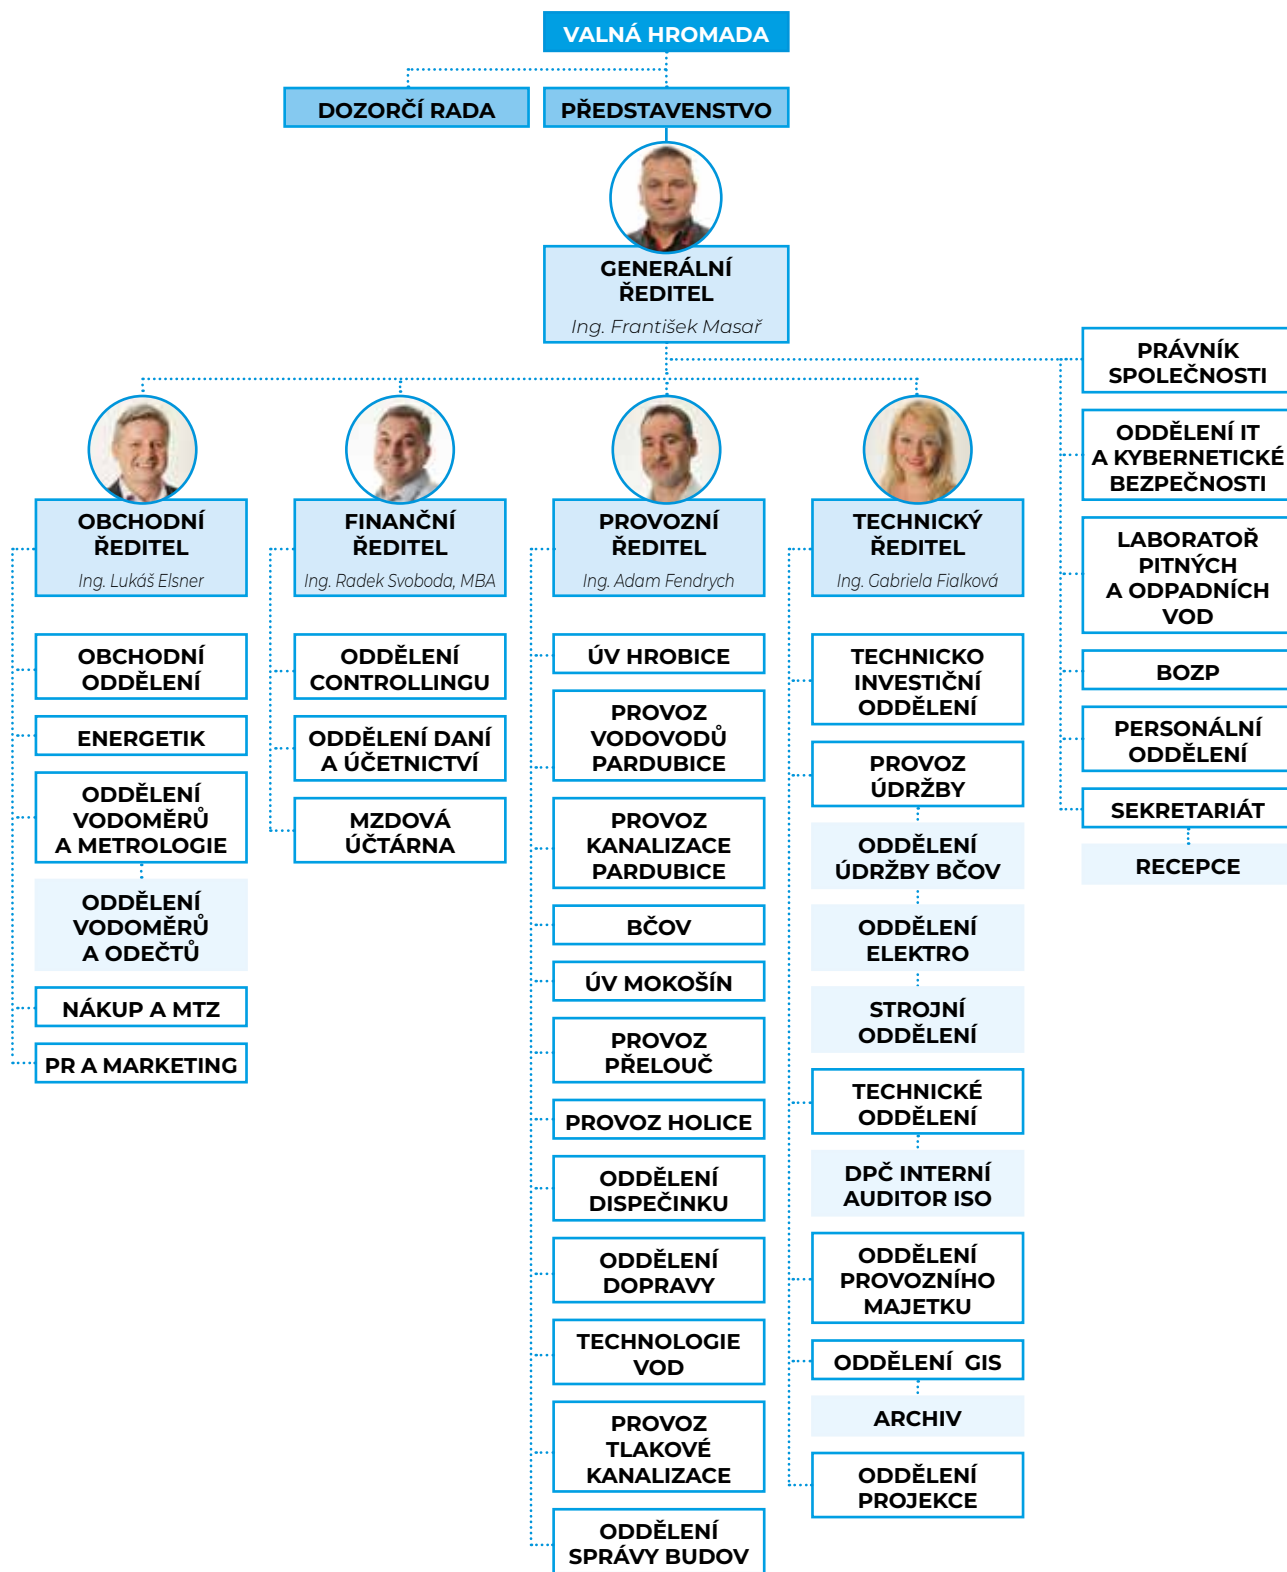 VALNÁ HROMADA
DOZORČÍ RADA
PŘEDSTAVENSTVO
GENERÁLNÍ
ŘEDITEL
Ing. František Masař
OBCHODNÍ
ŘEDITEL
Ing. Lukáš Elsner
OBCHODNÍ
ODDĚLENÍ
ENERGETIK
ODDĚLENÍ
VODOMĚRŮ
A METROLOGIE
ODDĚLENÍ
VODOMĚRŮ
A ODEČTŮ
NÁKUP A MTZ
PR A MARKETING
FINANČNÍ
ŘEDITEL
Ing. Radek Svoboda, MBA
ODDĚLENÍ
CONTROLLINGU
ODDĚLENÍ DANÍ
A ÚČETNICTVÍ
MZDOVÁ
ÚČTÁRNA
PROVOZNÍ
ŘEDITEL
Ing. Adam Fendrych
ÚV HROBICE
PROVOZ
VODOVODŮ
PARDUBICE
PROVOZ
KANALIZACE
PARDUBICE
BČOV
ÚV MOKOŠÍN
PROVOZ
PŘELOUČ
PROVOZ HOLICE
ODDĚLENÍ
DISPEČINKU
ODDĚLENÍ
DOPRAVY
TECHNOLOGIE
VOD
PROVOZ
TLAKOVÉ
KANALIZACE
ODDĚLENÍ
SPRÁVY BUDOV
TECHNICKÝ
ŘEDITEL
Ing. Gabriela Fialková
TECHNICKO
INVESTIČNÍ
ODDĚLENÍ
PROVOZ
ÚDRŽBY
ODDĚLENÍ
ÚDRŽBY BČOV
ODDĚLENÍ
ELEKTRO
STROJNÍ
ODDĚLENÍ
TECHNICKÉ
ODDĚLENÍ
DPČ INTERNÍ
AUDITOR ISO
ODDĚLENÍ
PROVOZNÍHO
MAJETKU
ODDĚLENÍ GIS
ARCHIV
ODDĚLENÍ
PROJEKCE
PRÁVNÍK
SPOLEČNOSTI
ODDĚLENÍ IT
A KYBERNETICKÉ
BEZPEČNOSTI
LABORATOŘ
PITNÝCH
A ODPADNÍCH
VOD
BOZP
PERSONÁLNÍ
ODDĚLENÍ
SEKRETARIÁT
RECEPCE